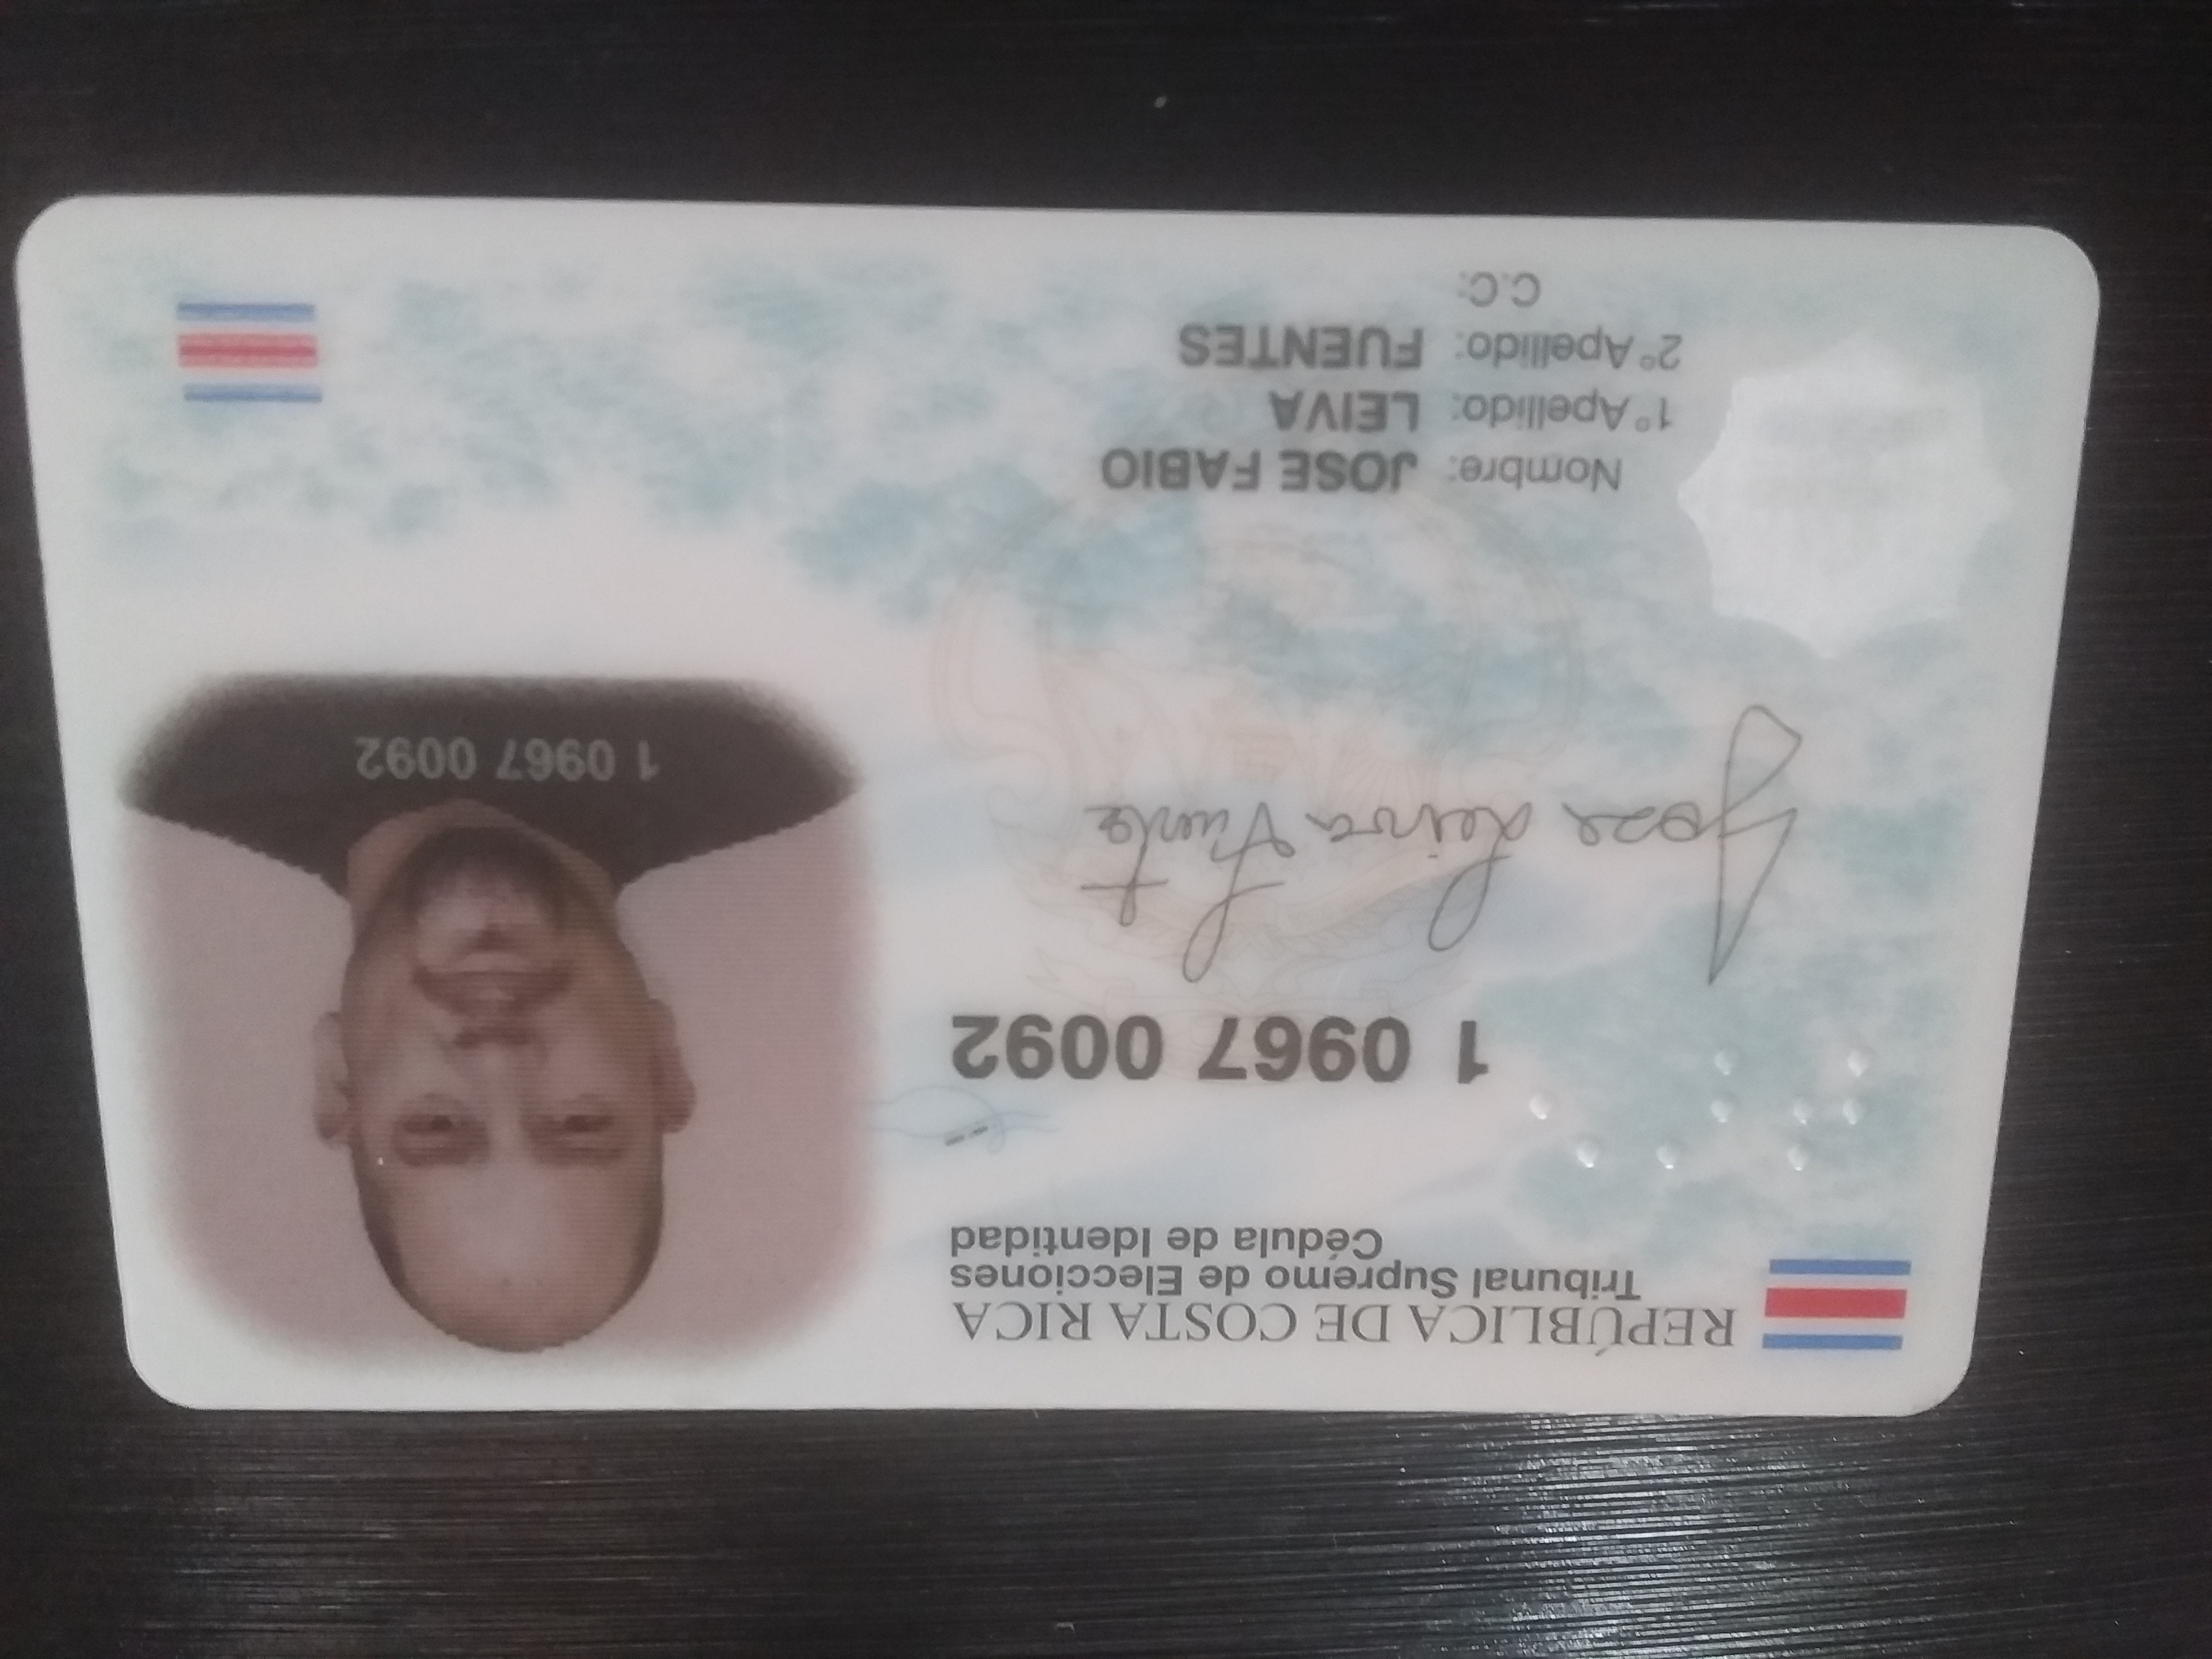 REPÚBLICA DE COSTA RICA
Tribunal Supremo de Elecciones
Cédula de Identidad
1 0967 0092
Jose Leiva Fuente
1 0967 0092
Nombre: JOSE FABIO
1° Apellido: LEIVA
2° Apellido: FUENTES
C.C: